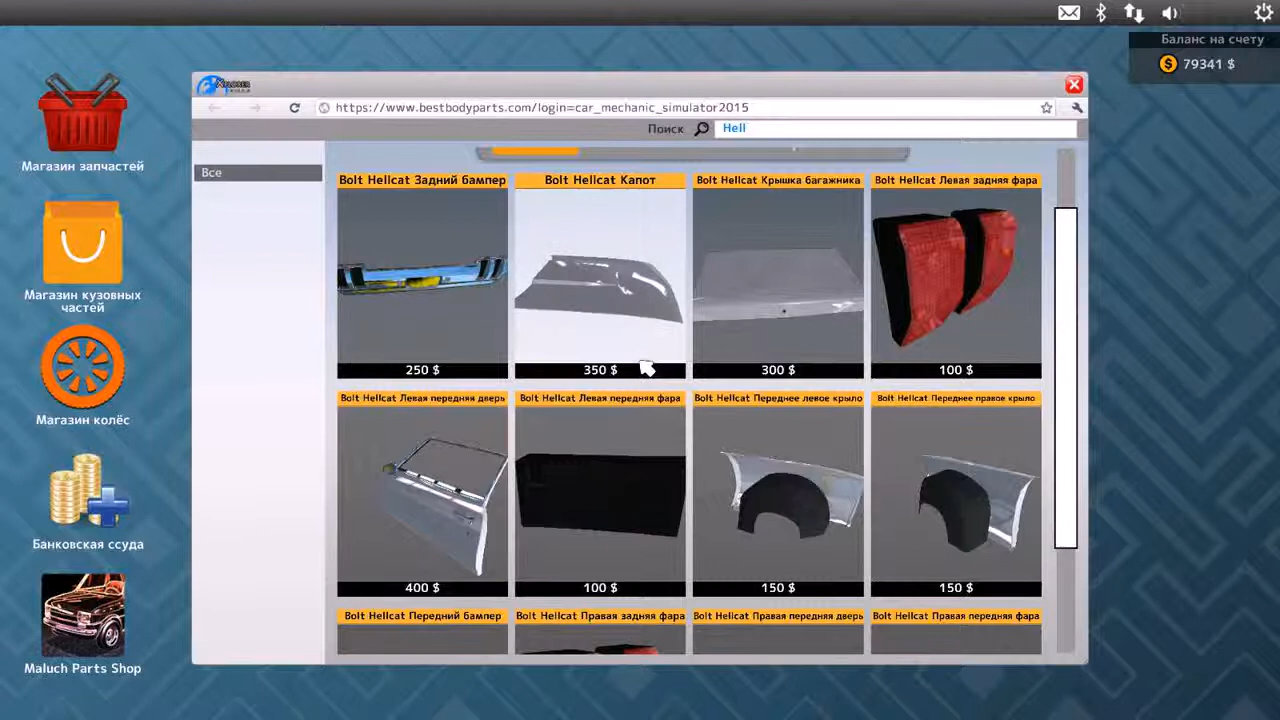 Баланс на счету
79341 $
https://www.bestbodyparts.com/login=car_mechanic_simulator2015
Поиск
Hell
Все
Магазин запчастей
Магазин кузовных
частей
Магазин колёс
Банковская ссуда
Maluch Parts Shop
Bolt Hellcat Задний бампер
Bolt Hellcat Капот
Bolt Hellcat Крышка багажника
Bolt Hellcat Левая задняя фара
250 $
350 $
300 $
100 $
Bolt Hellcat Левая передняя дверь
Bolt Hellcat Левая передняя фара
Bolt Hellcat Переднее левое крыло
Bolt Hellcat Переднее правое крыло
400 $
100 $
150 $
150 $
Bolt Hellcat Передний бампер
Bolt Hellcat Правая задняя фара
Bolt Hellcat Правая передняя дверь
Bolt Hellcat Правая передняя фара